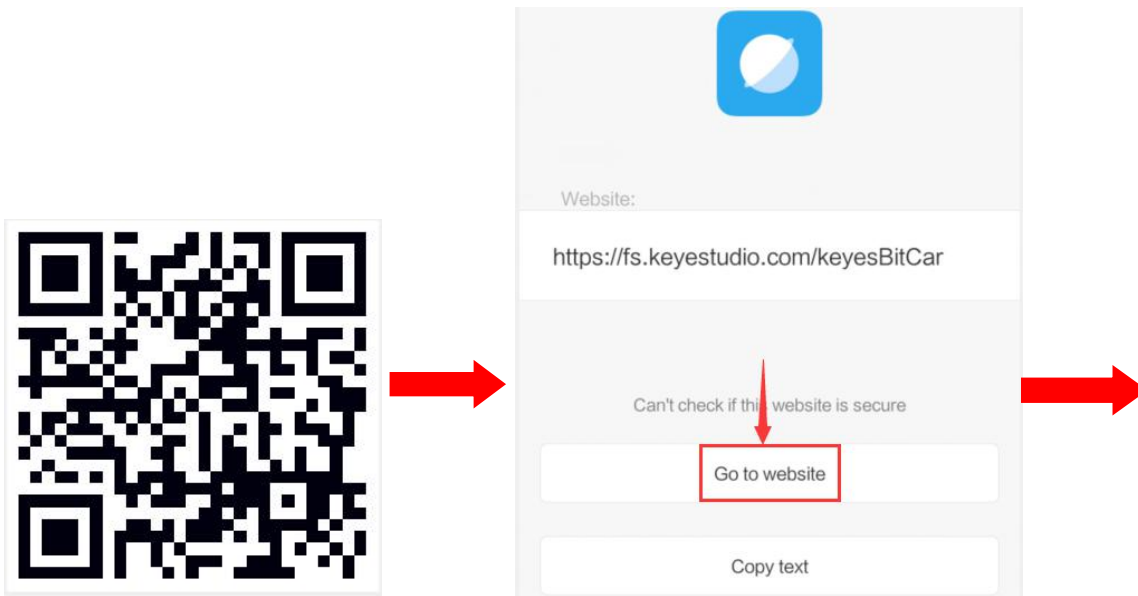 Website:
https://fs.keyestudio.com/keyesBitCar
Can't check if this website is secure
Go to website
Copy text